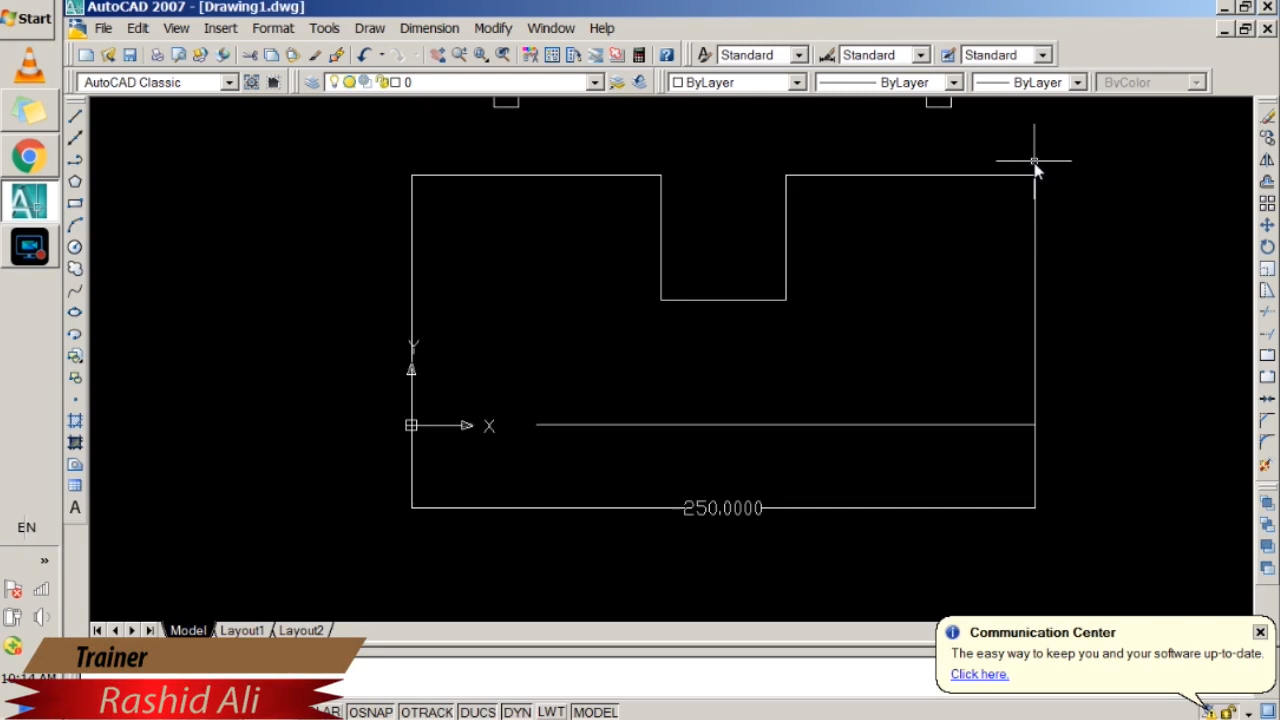 Start
AutoCAD 2007 - [Drawing1.dwg]
File Edit View Insert Format Tools Draw Dimension Modify Window Help
Standard Standard Standard
AutoCAD Classic 0 ByLayer ByLayer ByLayer ByColor
Y
X
250.0000
A
EN
»
Model Layout1 Layout2
Communication Center
The easy way to keep you and your software up-to-date.
Click here.
Trainer
Rashid Ali
OSNAP OTRACK DUCS DYN LWT MODEL